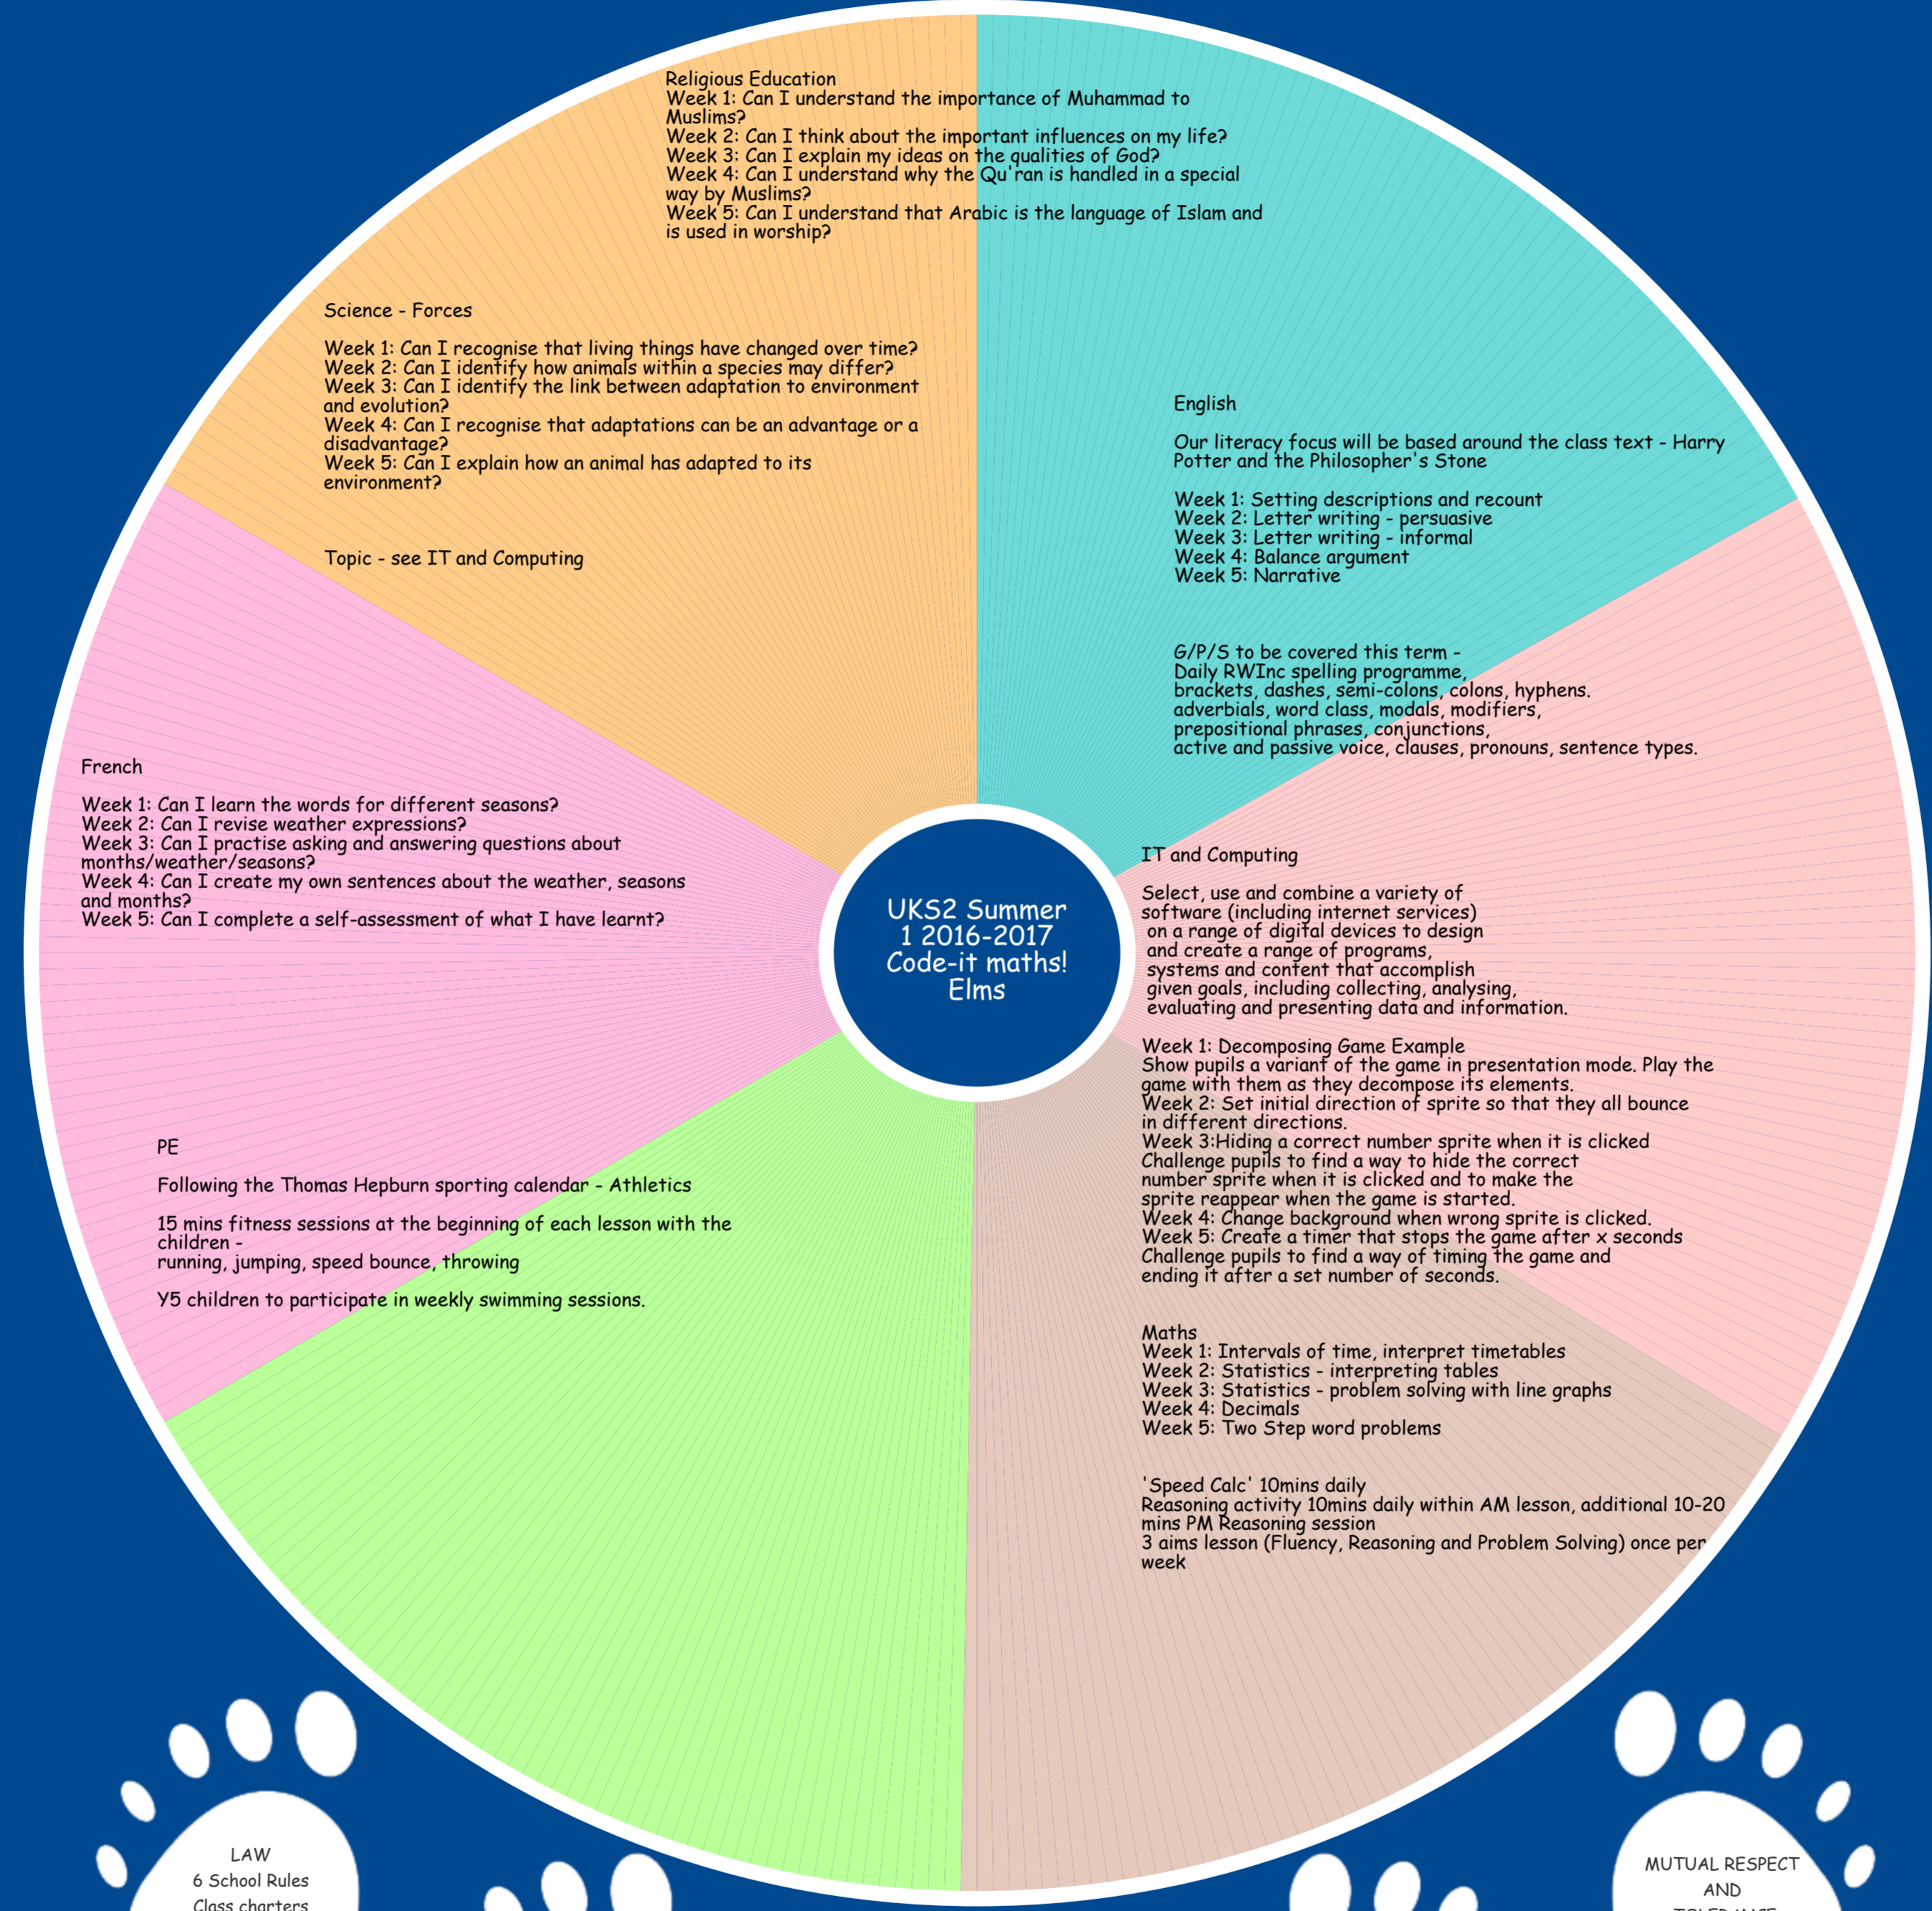 Religious Education
Week 1: Can I understand the importance of Muhammad to
Muslims?
Week 2: Can I think about the important influences on my life?
Week 3: Can I explain my ideas on the qualities of God?
Week 4: Can I understand why the Qu'ran is handled in a special
way by Muslims?
Week 5: Can I understand that Arabic is the language of Islam and
is used in worship?
Science - Forces
Week 1: Can I recognise that living things have changed over time?
Week 2: Can I identify how animals within a species may differ?
Week 3: Can I identify the link between adaptation to environment
and evolution?
Week 4: Can I recognise that adaptations can be an advantage or a
disadvantage?
Week 5: Can I explain how an animal has adapted to its
environment?
Topic - see IT and Computing
English
Our literacy focus will be based around the class text - Harry
Potter and the Philosopher's Stone
Week 1: Setting descriptions and recount
Week 2: Letter writing - persuasive
Week 3: Letter writing - informal
Week 4: Balance argument
Week 5: Narrative
G/P/S to be covered this term -
Daily RWInc spelling programme,
brackets, dashes, semi-colons, colons, hyphens.
adverbials, word class, modals, modifiers,
prepositional phrases, conjunctions,
active and passive voice, clauses, pronouns, sentence types.
French
Week 1: Can I learn the words for different seasons?
Week 2: Can I revise weather expressions?
Week 3: Can I practise asking and answering questions about
months/weather/seasons?
Week 4: Can I create my own sentences about the weather, seasons
and months?
Week 5: Can I complete a self-assessment of what I have learnt?
UKS2 Summer
1 2016-2017
Code-it maths!
Elms
IT and Computing
Select, use and combine a variety of
software (including internet services)
on a range of digital devices to design
and create a range of programs,
systems and content that accomplish
given goals, including collecting, analysing,
evaluating and presenting data and information.
Week 1: Decomposing Game Example
Show pupils a variant of the game in presentation mode. Play the
game with them as they decompose its elements.
Week 2: Set initial direction of sprite so that they all bounce
in different directions.
Week 3:Hiding a correct number sprite when it is clicked
Challenge pupils to find a way to hide the correct
number sprite when it is clicked and to make the
sprite reappear when the game is started.
Week 4: Change background when wrong sprite is clicked.
Week 5: Create a timer that stops the game after x seconds
Challenge pupils to find a way of timing the game and
ending it after a set number of seconds.
PE
Following the Thomas Hepburn sporting calendar - Athletics
15 mins fitness sessions at the beginning of each lesson with the
children -
running, jumping, speed bounce, throwing
Y5 children to participate in weekly swimming sessions.
Maths
Week 1: Intervals of time, interpret timetables
Week 2: Statistics - interpreting tables
Week 3: Statistics - problem solving with line graphs
Week 4: Decimals
Week 5: Two Step word problems
'Speed Calc' 10mins daily
Reasoning activity 10mins daily within AM lesson, additional 10-20
mins PM Reasoning session
3 aims lesson (Fluency, Reasoning and Problem Solving) once per
week
LAW
6 School Rules
Class charters
MUTUAL RESPECT
AND
TOLERANCE